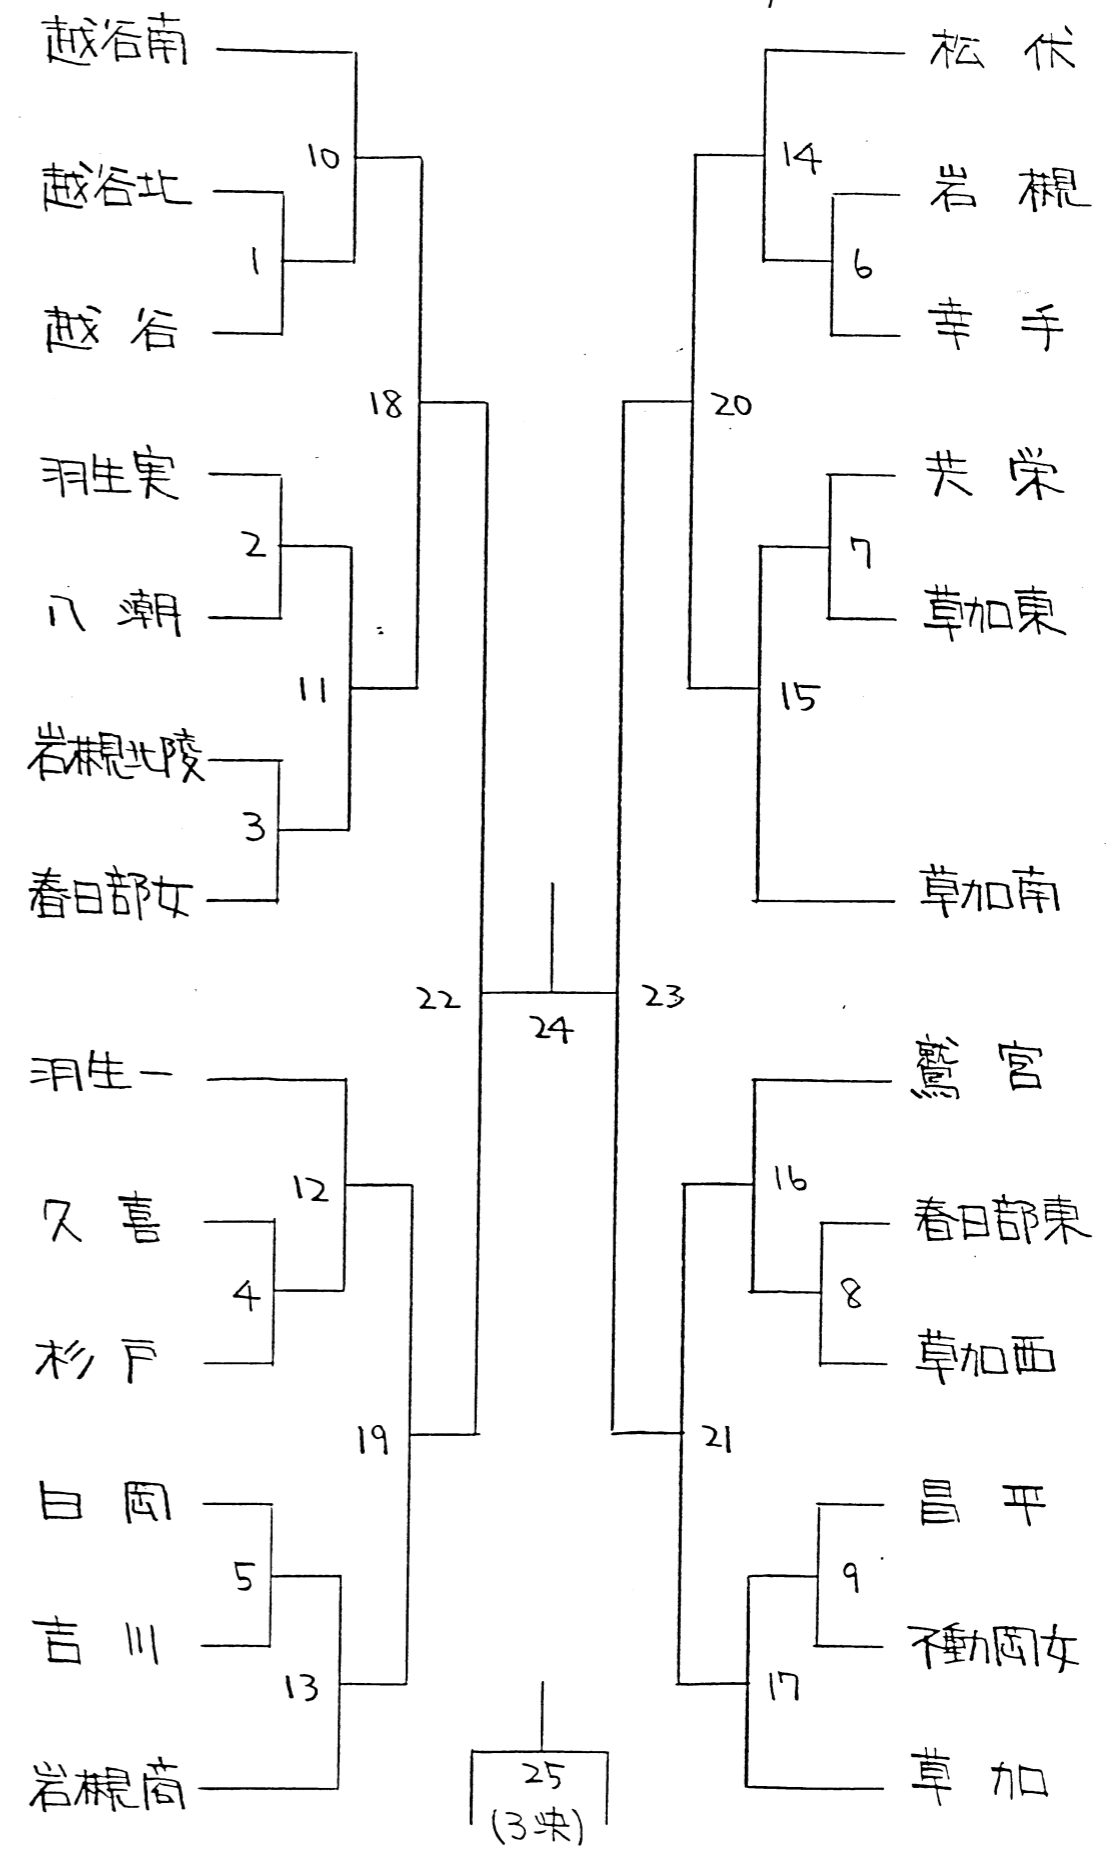 越谷南
10
越谷北
1
越谷
18
羽生実
2
八潮
11
岩槻北陵
3
春日部女
22
羽生一
12
久喜
4
杉戸
19
白岡
5
吉川
13
岩槻商
24
25
(3決)
松伏
14
岩槻
6
幸手
20
共栄
7
草加東
15
草加南
23
鷲宮
16
春日部東
8
草加西
21
昌平
9
不動岡女
17
草加